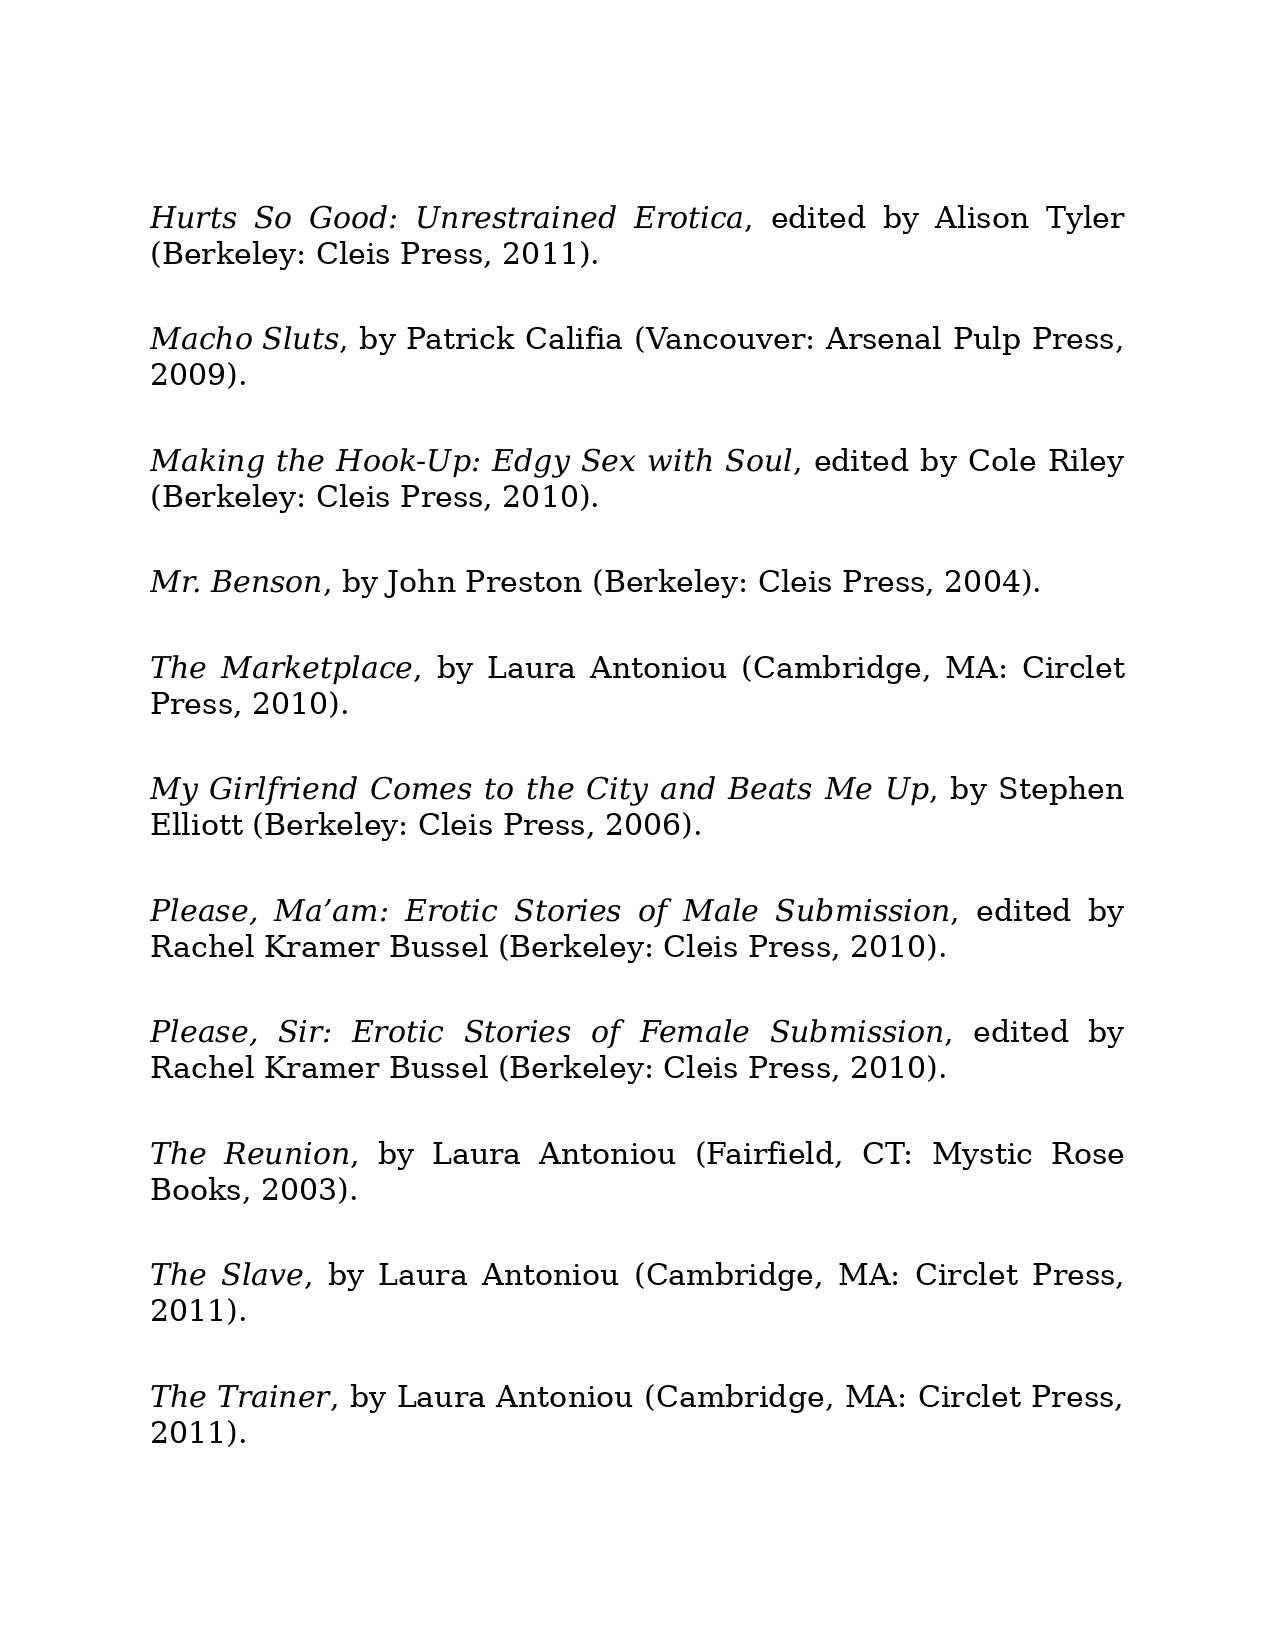 Hurts So Good: Unrestrained Erotica, edited by Alison Tyler
(Berkeley: Cleis Press, 2011).
Macho Sluts, by Patrick Califia (Vancouver: Arsenal Pulp Press,
2009).
Making the Hook-Up: Edgy Sex with Soul, edited by Cole Riley
(Berkeley: Cleis Press, 2010).
Mr. Benson, by John Preston (Berkeley: Cleis Press, 2004).
The Marketplace, by Laura Antoniou (Cambridge, MA: Circlet
Press, 2010).
My Girlfriend Comes to the City and Beats Me Up, by Stephen
Elliott (Berkeley: Cleis Press, 2006).
Please, Ma’am: Erotic Stories of Male Submission, edited by
Rachel Kramer Bussel (Berkeley: Cleis Press, 2010).
Please, Sir: Erotic Stories of Female Submission, edited by
Rachel Kramer Bussel (Berkeley: Cleis Press, 2010).
The Reunion, by Laura Antoniou (Fairfield, CT: Mystic Rose
Books, 2003).
The Slave, by Laura Antoniou (Cambridge, MA: Circlet Press,
2011).
The Trainer, by Laura Antoniou (Cambridge, MA: Circlet Press,
2011).